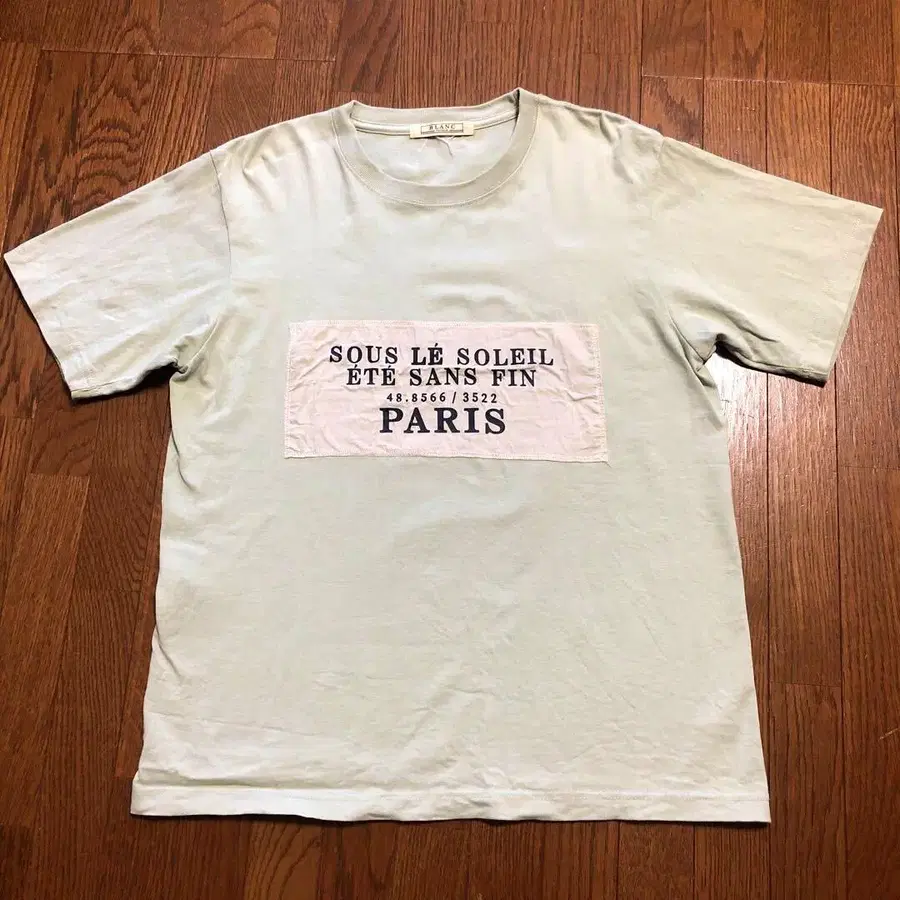 BLANC
SOUS LÉ SOLEIL
ÉTÉ SANS FIN
48.8566 / 3522
PARIS